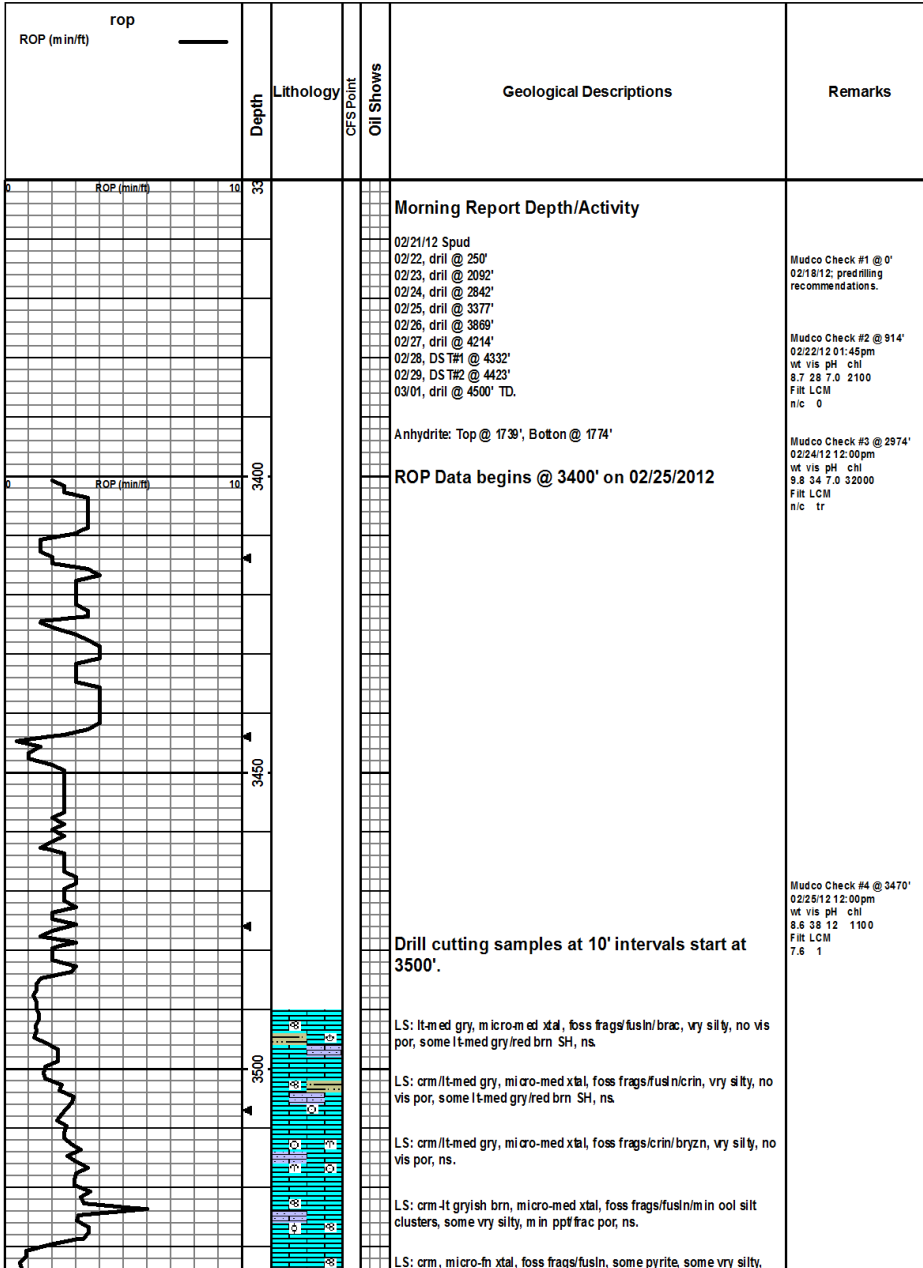 rop
ROP (min/ft)
Depth
Lithology
CFS Point
Oil Shows
Geological Descriptions
Remarks
0 ROP (min/ft) 10
33
Morning Report Depth/Activity
02/21/12 Spud
02/22, dril @ 250'
02/23, dril @ 2092'
02/24, dril @ 2842'
02/25, dril @ 3377'
02/26, dril @ 3869'
02/27, dril @ 4214'
02/28, DST#1 @ 4332'
02/29, DST#2 @ 4423'
03/01, dril @ 4500' TD.
Anhydrite: Top @ 1739', Botton @ 1774'
Mudco Check #1 @ 0'
02/18/12; predrilling
recommendations.
Mudco Check #2 @ 914'
02/22/12 01:45pm
wt vis pH chl
8.7 28 7.0 2100
Filt LCM
n/c 0
3400
0 ROP (min/ft) 10
ROP Data begins @ 3400' on 02/25/2012
Mudco Check #3 @ 2974'
02/24/12 12:00pm
wt vis pH chl
9.8 34 7.0 32000
Filt LCM
n/c tr
3450
Mudco Check #4 @ 3470'
02/25/12 12:00pm
wt vis pH chl
8.6 38 12 1100
Filt LCM
7.6 1
Drill cutting samples at 10' intervals start at
3500'.
LS: lt-med gry, micro-med xtal, foss frags/fusln/brac, vry silty, no vis
por, some lt-med gry/red brn SH, ns.
3500
LS: crm/lt-med gry, micro-med xtal, foss frags/fusln/crin, vry silty, no
vis por, some lt-med gry/red brn SH, ns.
LS: crm/lt-med gry, micro-med xtal, foss frags/crin/bryzn, vry silty, no
vis por, ns.
LS: crm-lt gryish brn, micro-med xtal, foss frags/fusln/min ool silt
clusters, some vry silty, min ppt/frac por, ns.
LS: crm, micro-fn xtal, foss frags/fusln, some pyrite, some vry silty,